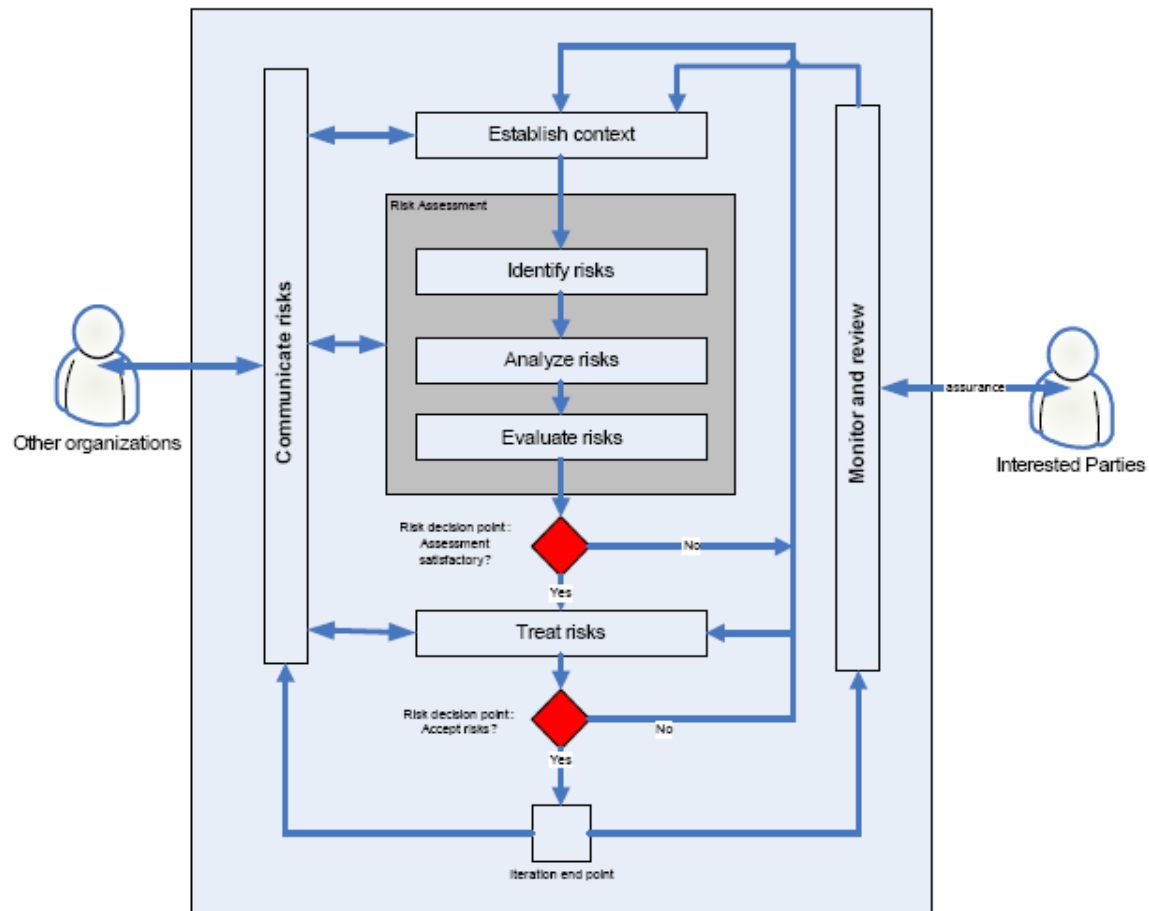 Establish context
Risk Assessment
Identify risks
Analyze risks
Evaluate risks
Communicate risks
Monitor and review
Other organizations
assurance
Interested Parties
Risk decision point :
Assessment
satisfactory?
No
Yes
Treat risks
Risk decision point :
Accept risks?
No
Yes
Iteration end point